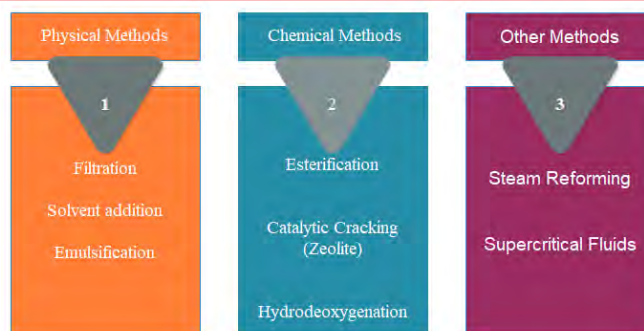 Physical Methods
Chemical Methods
Other Methods
1
2
3
Filtration
Solvent addition
Emulsification
Esterification
Catalytic Cracking
(Zeolite)
Hydrodeoxygenation
Steam Reforming
Supercritical Fluids